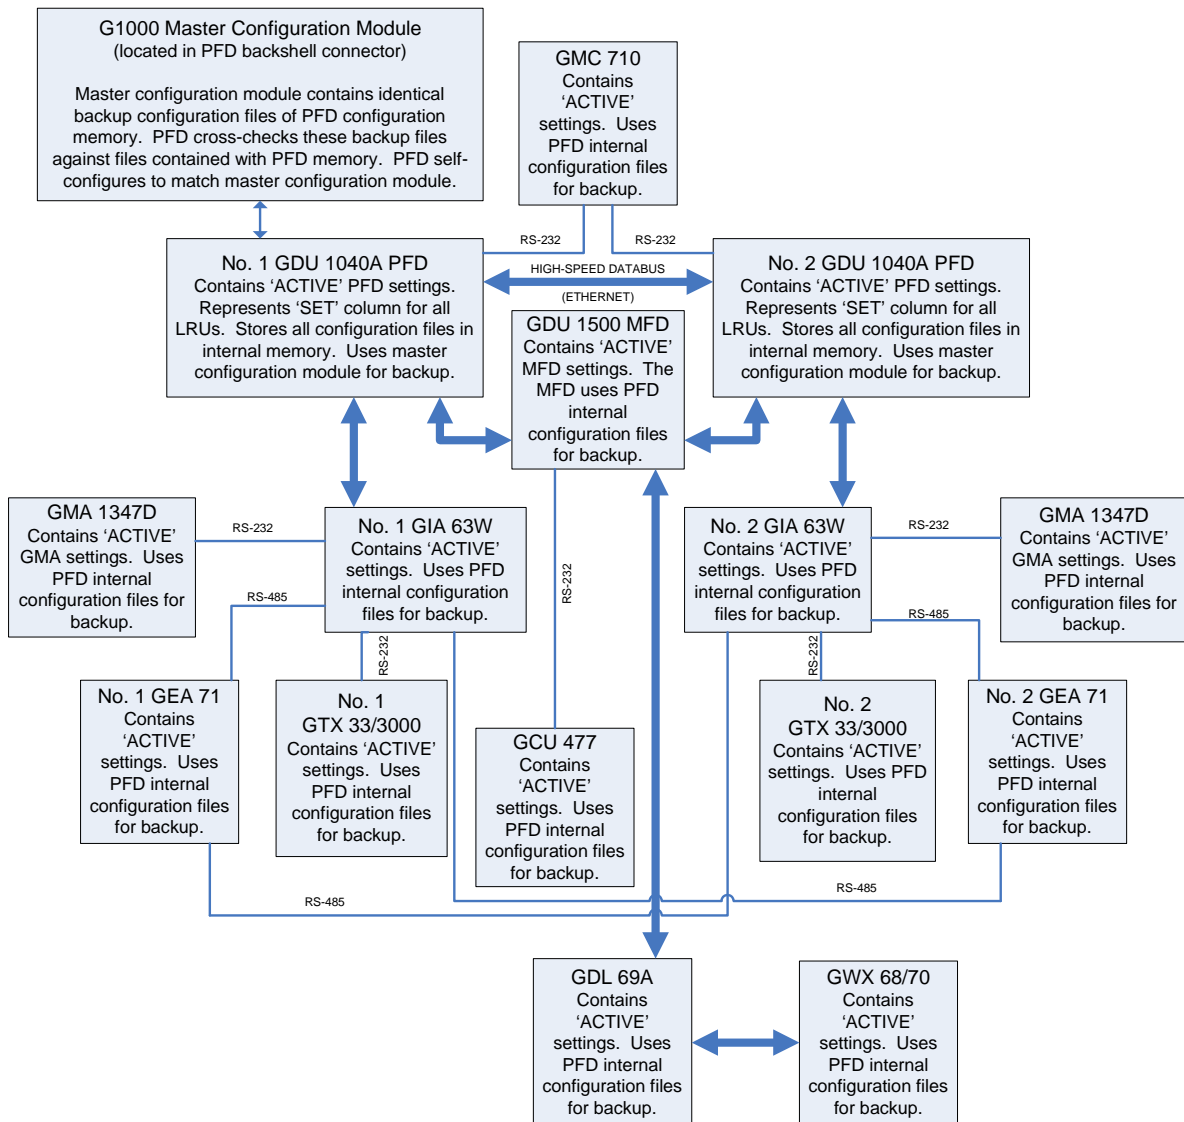 G1000 Master Configuration Module
(located in PFD backshell connector)
Master configuration module contains identical
backup configuration files of PFD configuration
memory. PFD cross-checks these backup files
against files contained with PFD memory. PFD self-
configures to match master configuration module.
GMC 710
Contains
‘ACTIVE’
settings. Uses
PFD internal
configuration files
for backup.
RS-232
RS-232
No. 1 GDU 1040A PFD
Contains ‘ACTIVE’ PFD settings.
Represents ‘SET’ column for all
LRUs. Stores all configuration files in
internal memory. Uses master
configuration module for backup.
HIGH-SPEED DATABUS
(ETHERNET)
No. 2 GDU 1040A PFD
Contains ‘ACTIVE’ PFD settings.
Represents ‘SET’ column for all
LRUs. Stores all configuration files in
internal memory. Uses master
configuration module for backup.
GDU 1500 MFD
Contains ‘ACTIVE’
MFD settings. The
MFD uses PFD
internal
configuration files
for backup.
GMA 1347D
Contains ‘ACTIVE’
GMA settings. Uses
PFD internal
configuration files for
backup.
RS-232
No. 1 GIA 63W
Contains ‘ACTIVE’
settings. Uses PFD
internal configuration
files for backup.
RS-232
No. 2 GIA 63W
Contains ‘ACTIVE’
settings. Uses PFD
internal configuration
files for backup.
RS-232
GMA 1347D
Contains ‘ACTIVE’
GMA settings. Uses
PFD internal
configuration files for
backup.
RS-485
RS-232
RS-232
RS-485
No. 1 GEA 71
Contains
‘ACTIVE’
settings. Uses
PFD internal
configuration files
for backup.
No. 1
GTX 33/3000
Contains ‘ACTIVE’
settings. Uses
PFD internal
configuration files
for backup.
GCU 477
Contains
‘ACTIVE’
settings. Uses
PFD internal
configuration files
for backup.
No. 2
GTX 33/3000
Contains ‘ACTIVE’
settings. Uses PFD
internal
configuration files
for backup.
No. 2 GEA 71
Contains
‘ACTIVE’
settings. Uses
PFD internal
configuration files
for backup.
RS-485
RS-485
GDL 69A
Contains
‘ACTIVE’
settings. Uses
PFD internal
configuration files
for backup.
GWX 68/70
Contains
‘ACTIVE’
settings. Uses
PFD internal
configuration files
for backup.